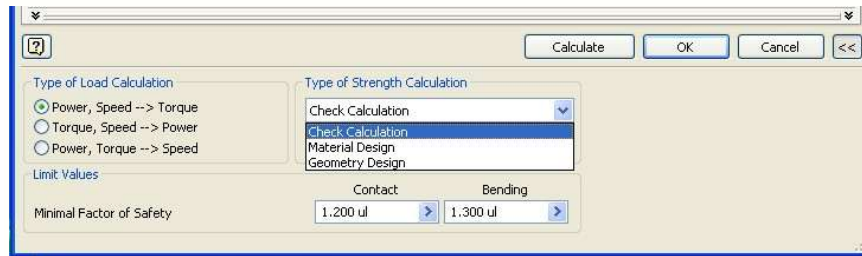 Calculate OK Cancel <<
Type of Load Calculation
Power, Speed --> Torque
Torque, Speed --> Power
Power, Torque --> Speed
Type of Strength Calculation
Check Calculation
Check Calculation
Material Design
Geometry Design
Limit Values
Contact Bending
Minimal Factor of Safety 1.200 ul 1.300 ul